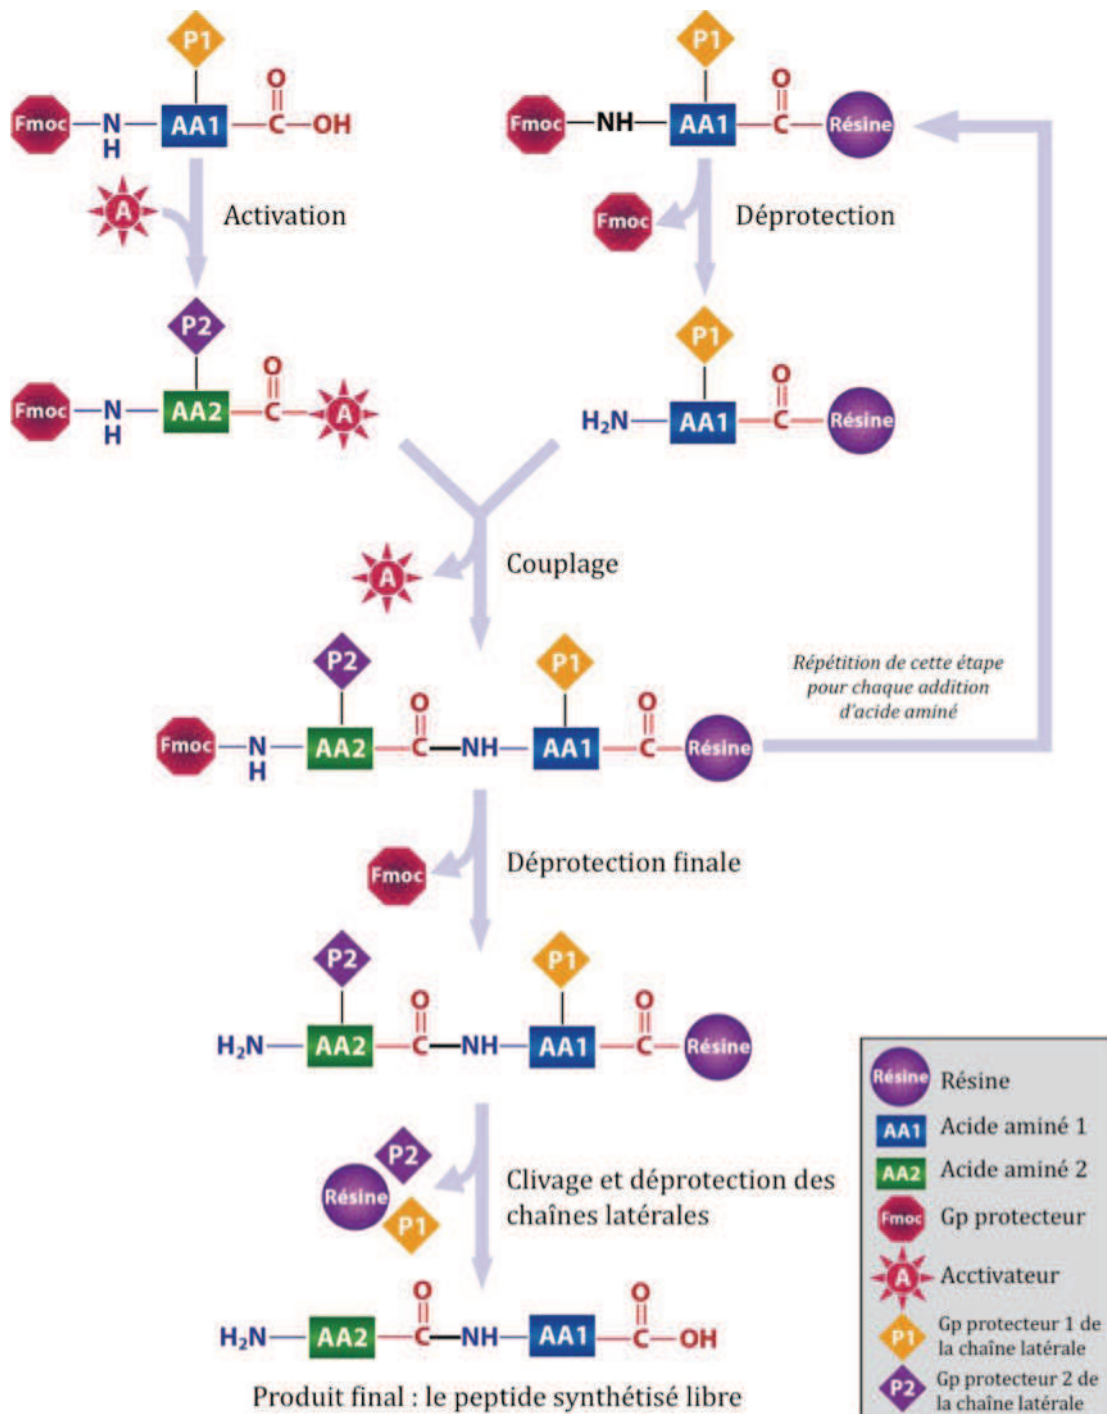 P1
P1
Fmoc N H AA1 C O OH
Fmoc NH AA1 C O Résine
A
Activation
Fmoc
Déprotection
P2
P1
Fmoc N H AA2 C O A
H₂N AA1 C O Résine
A
Couplage
P2
P1
Répétition de cette étape
pour chaque addition
d'acide aminé
Fmoc N H AA2 C O NH AA1 C O Résine
Fmoc
Déprotection finale
P2
P1
H₂N AA2 C O NH AA1 C O Résine
P2
Résine
P1
Clivage et déprotection des
chaînes latérales
H₂N AA2 C O NH AA1 C O OH
Produit final : le peptide synthétisé libre
Résine Résine
AA1 Acide aminé 1
AA2 Acide aminé 2
Fmoc Gp protecteur
A Acctivateur
P1 Gp protecteur 1 de
la chaîne latérale
P2 Gp protecteur 2 de
la chaîne latérale